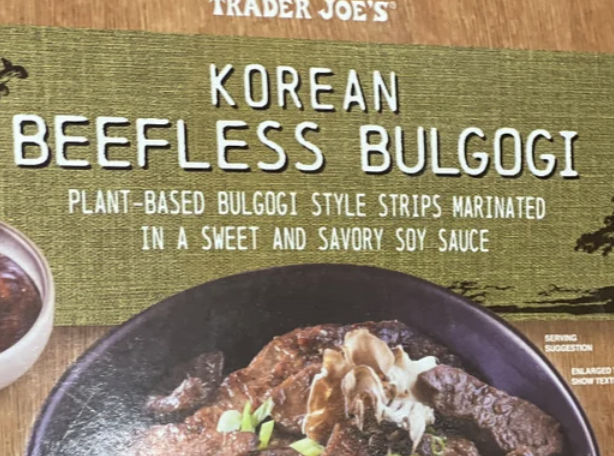 TRADER JOE'S®
KOREAN
BEEFLESS BULGOGI
PLANT-BASED BULGOGI STYLE STRIPS MARINATED
IN A SWEET AND SAVORY SOY SAUCE
SERVING
SUGGESTION
ENLARGED
SHOW TEXT